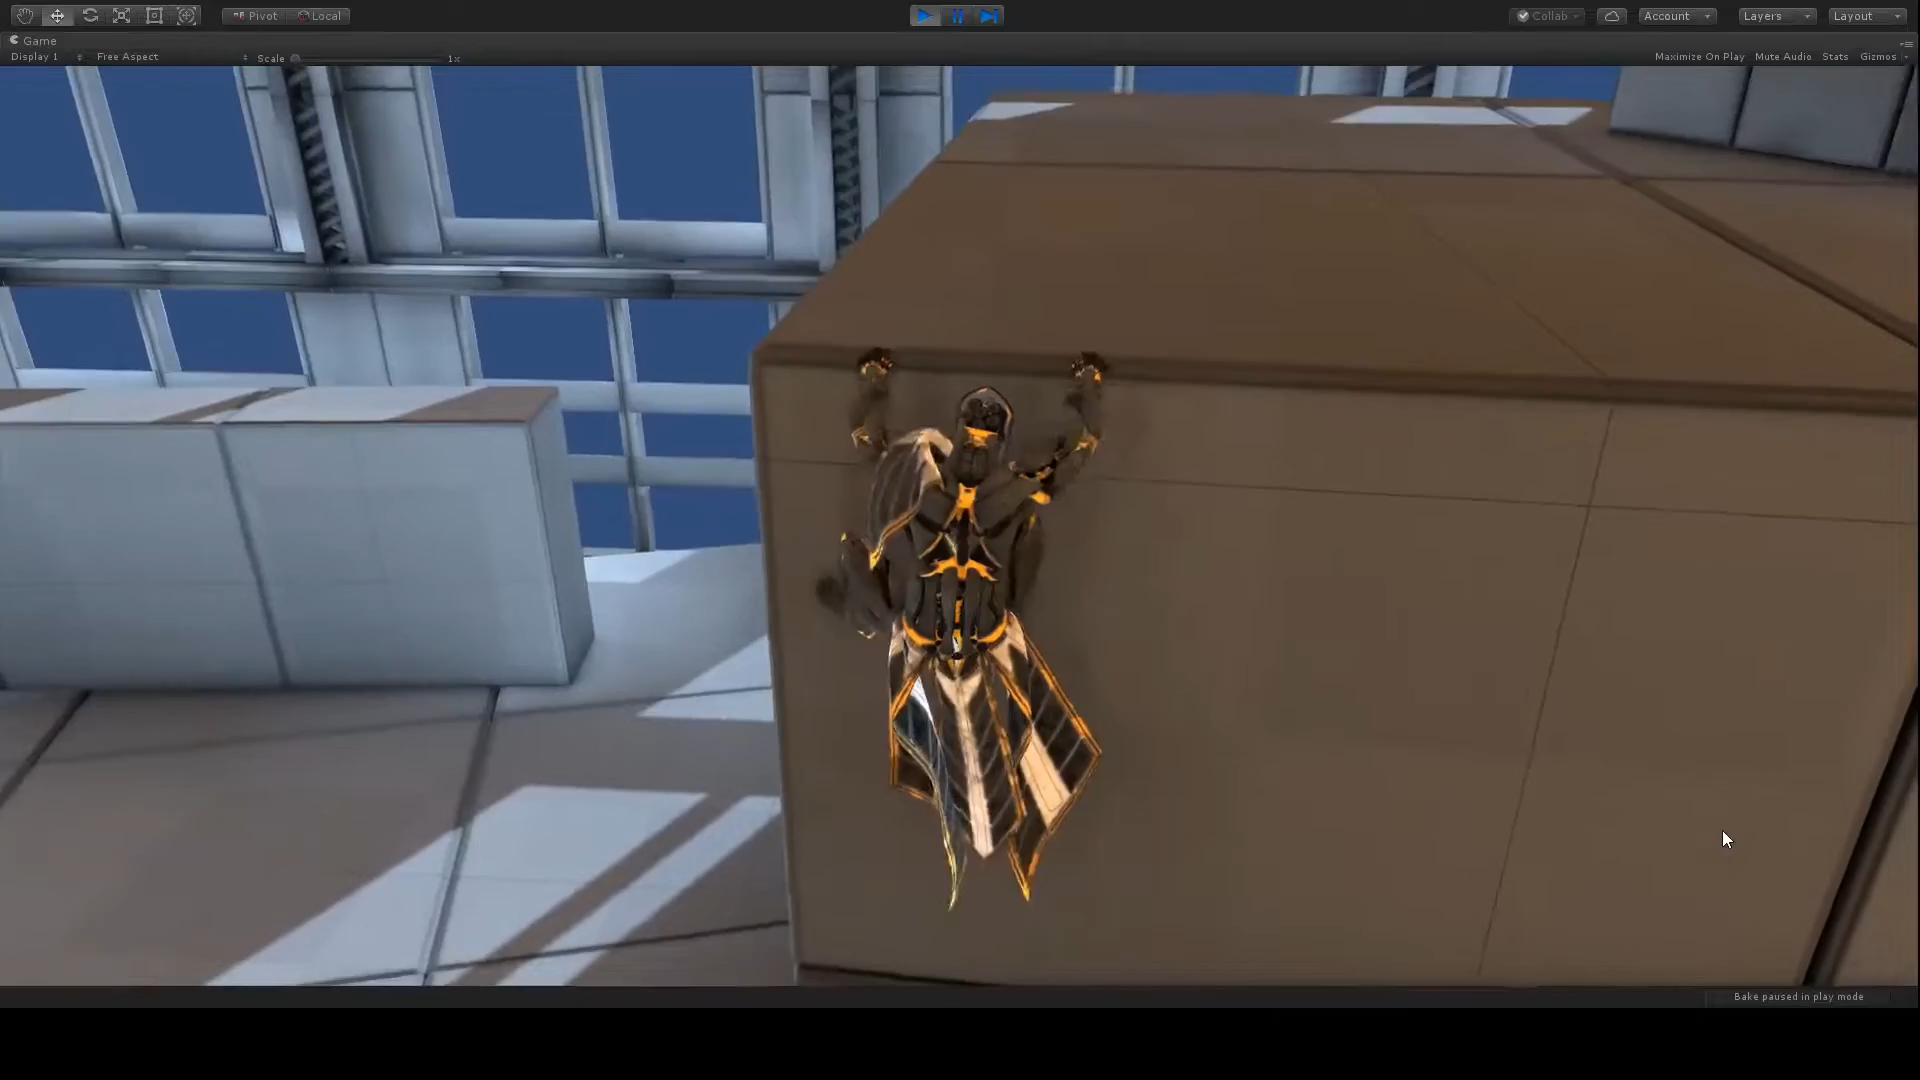 Pivot Local Collab Account Layers Layout
Game
Display 1 Free Aspect Scale 1x Maximize On Play Mute Audio Stats Gizmos
Bake paused in play mode